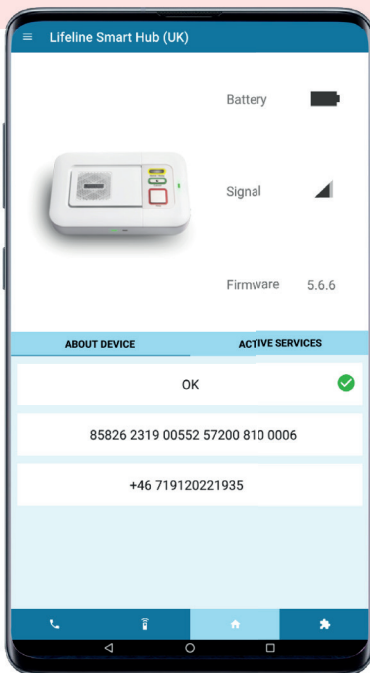 Lifeline Smart Hub (UK)
Battery
Signal
Firmware 5.6.6
ABOUT DEVICE ACTIVE SERVICES
OK
85826 2319 00552 57200 810 0006
+46 719120221935